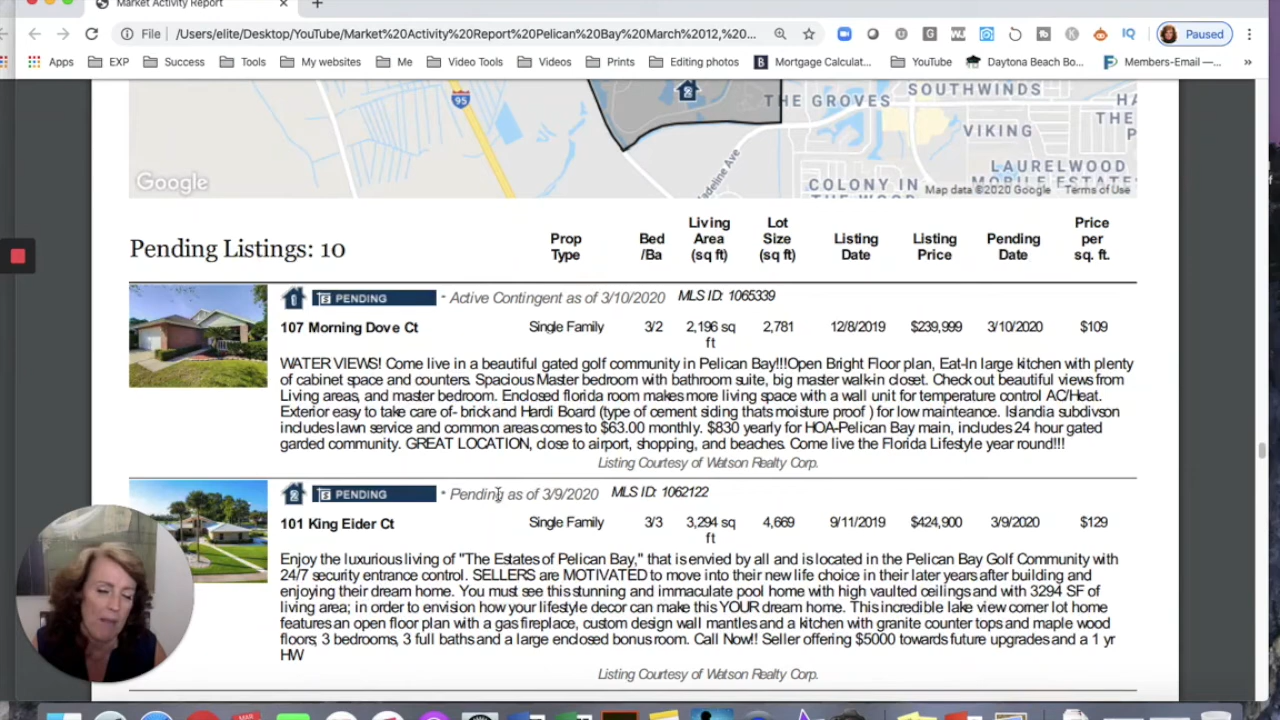 Market Activity Report
File /Users/elite/Desktop/YouTube/Market%20Activity%20Report%20Pelican%20Bay%20March%2012,%20...
Paused
Apps EXP Success Tools My websites Me Video Tools Videos Prints Editing photos Mortgage Calculat... YouTube Daytona Beach Bo... Members-Email —... »
95
2
THE GROVES
SOUTHWINDS
VIKING
THE
LAURELWOOD
MOBILE ESTATE
COLONY IN
THE WOOD
Google
Map data ©2020 Google Terms of Use
Pending Listings: 10
Prop Type
Bed /Ba
Living Area (sq ft)
Lot Size (sq ft)
Listing Date
Listing Price
Pending Date
Price per sq. ft.
1 PENDING * Active Contingent as of 3/10/2020 MLS ID: 1065339
107 Morning Dove Ct Single Family 3/2 2,196 sq ft 2,781 12/8/2019 $239,999 3/10/2020 $109
WATER VIEWS! Come live in a beautiful gated golf community in Pelican Bay!!!Open Bright Floor plan, Eat-In large kitchen with plenty
of cabinet space and counters. Spacious Master bedroom with bathroom suite, big master walk-in closet. Check out beautiful views from
Living areas, and master bedroom. Enclosed florida room makes more living space with a wall unit for temperature control AC/Heat.
Exterior easy to take care of- brick and Hardi Board (type of cement siding thats moisture proof ) for low mainteance. Islandia subdivson
includes lawn service and common areas comes to $63.00 monthly. $830 yearly for HOA-Pelican Bay main, includes 24 hour gated
garded community. GREAT LOCATION, close to airport, shopping, and beaches. Come live the Florida Lifestyle year round!!!
Listing Courtesy of Watson Realty Corp.
2 PENDING * Pending as of 3/9/2020 MLS ID: 1062122
101 King Eider Ct Single Family 3/3 3,294 sq ft 4,669 9/11/2019 $424,900 3/9/2020 $129
Enjoy the luxurious living of "The Estates of Pelican Bay," that is envied by all and is located in the Pelican Bay Golf Community with
24/7 security entrance control. SELLERS are MOTIVATED to move into their new life choice in their later years after building and
enjoying their dream home. You must see this stunning and immaculate pool home with high vaulted ceilings and with 3294 SF of
living area; in order to envision how your lifestyle decor can make this YOUR dream home. This incredible lake view corner lot home
features an open floor plan with a gas fireplace, custom design wall mantles and a kitchen with granite counter tops and maple wood
floors; 3 bedrooms, 3 full baths and a large enclosed bonus room. Call Now!! Seller offering $5000 towards future upgrades and a 1 yr
HW
Listing Courtesy of Watson Realty Corp.